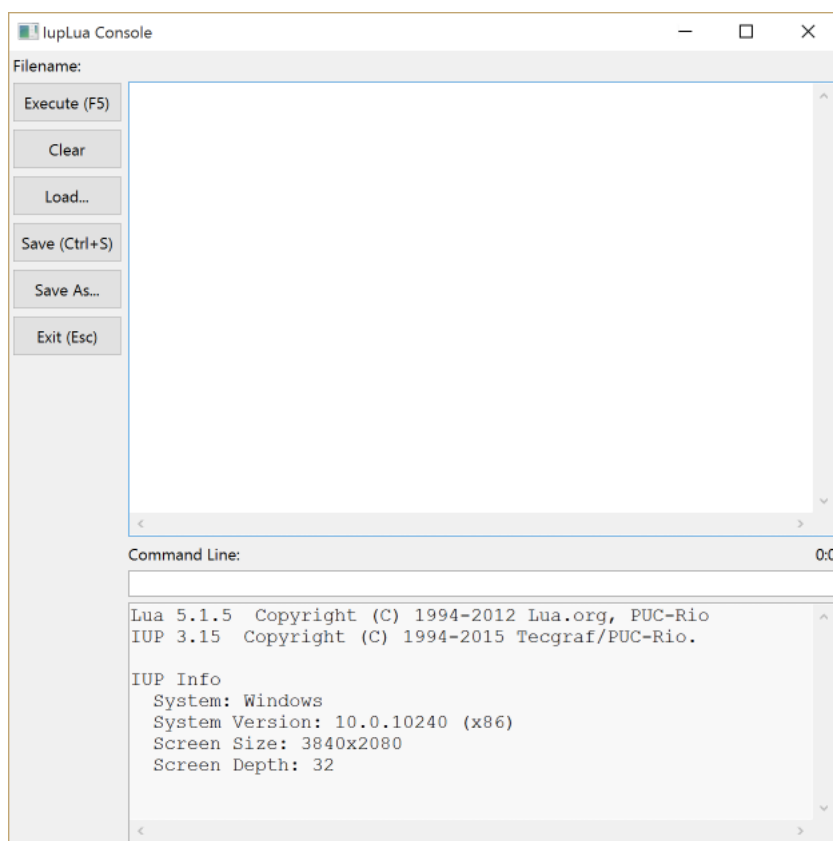 IupLua Console
Filename:
Execute (F5)
Clear
Load...
Save (Ctrl+S)
Save As...
Exit (Esc)
Command Line: 0:0
Lua 5.1.5  Copyright (C) 1994-2012 Lua.org, PUC-Rio
IUP 3.15  Copyright (C) 1994-2015 Tecgraf/PUC-Rio.
IUP Info
  System: Windows
  System Version: 10.0.10240 (x86)
  Screen Size: 3840x2080
  Screen Depth: 32